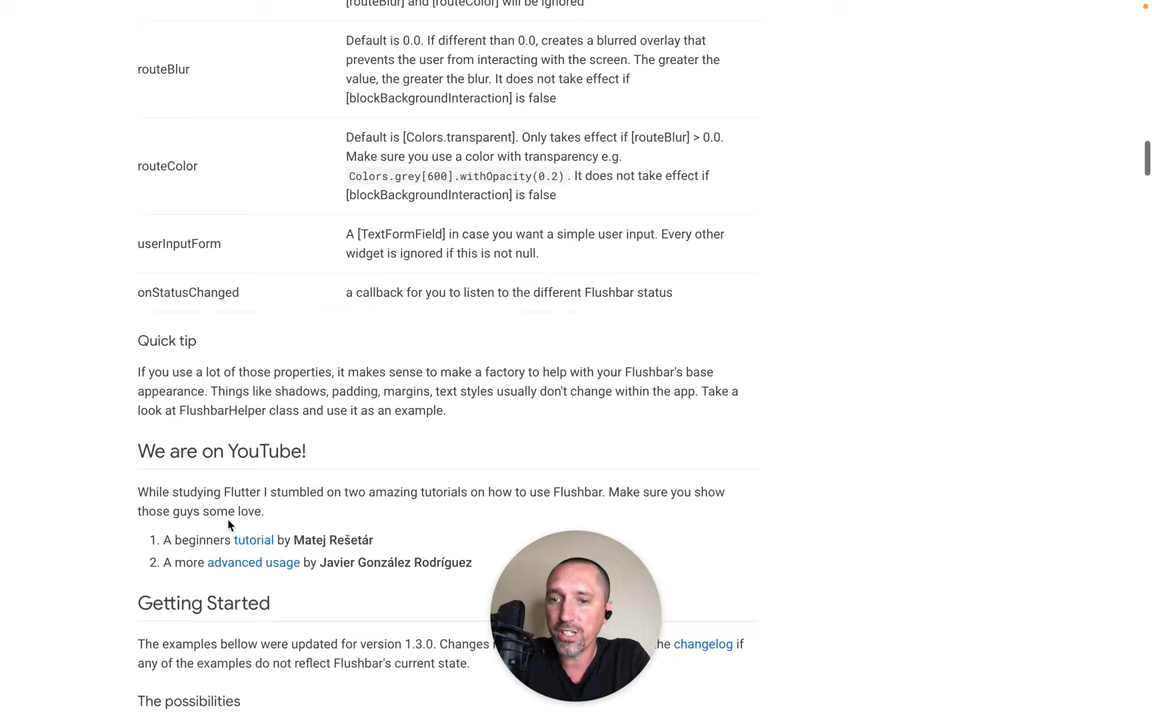 [routeBlur] and [routeColor] will be ignored
routeBlur
Default is 0.0. If different than 0.0, creates a blurred overlay that
prevents the user from interacting with the screen. The greater the
value, the greater the blur. It does not take effect if
[blockBackgroundInteraction] is false
routeColor
Default is [Colors.transparent]. Only takes effect if [routeBlur] > 0.0.
Make sure you use a color with transparency e.g.
Colors.grey[600].withOpacity(0.2) . It does not take effect if
[blockBackgroundInteraction] is false
userInputForm
A [TextFormField] in case you want a simple user input. Every other
widget is ignored if this is not null.
onStatusChanged
a callback for you to listen to the different Flushbar status
Quick tip
If you use a lot of those properties, it makes sense to make a factory to help with your Flushbar's base
appearance. Things like shadows, padding, margins, text styles usually don't change within the app. Take a
look at FlushbarHelper class and use it as an example.
We are on YouTube!
While studying Flutter I stumbled on two amazing tutorials on how to use Flushbar. Make sure you show
those guys some love.
1. A beginners tutorial by Matej Rešetár
2. A more advanced usage by Javier González Rodríguez
Getting Started
The examples bellow were updated for version 1.3.0. Changes he changelog if
any of the examples do not reflect Flushbar's current state.
The possibilities